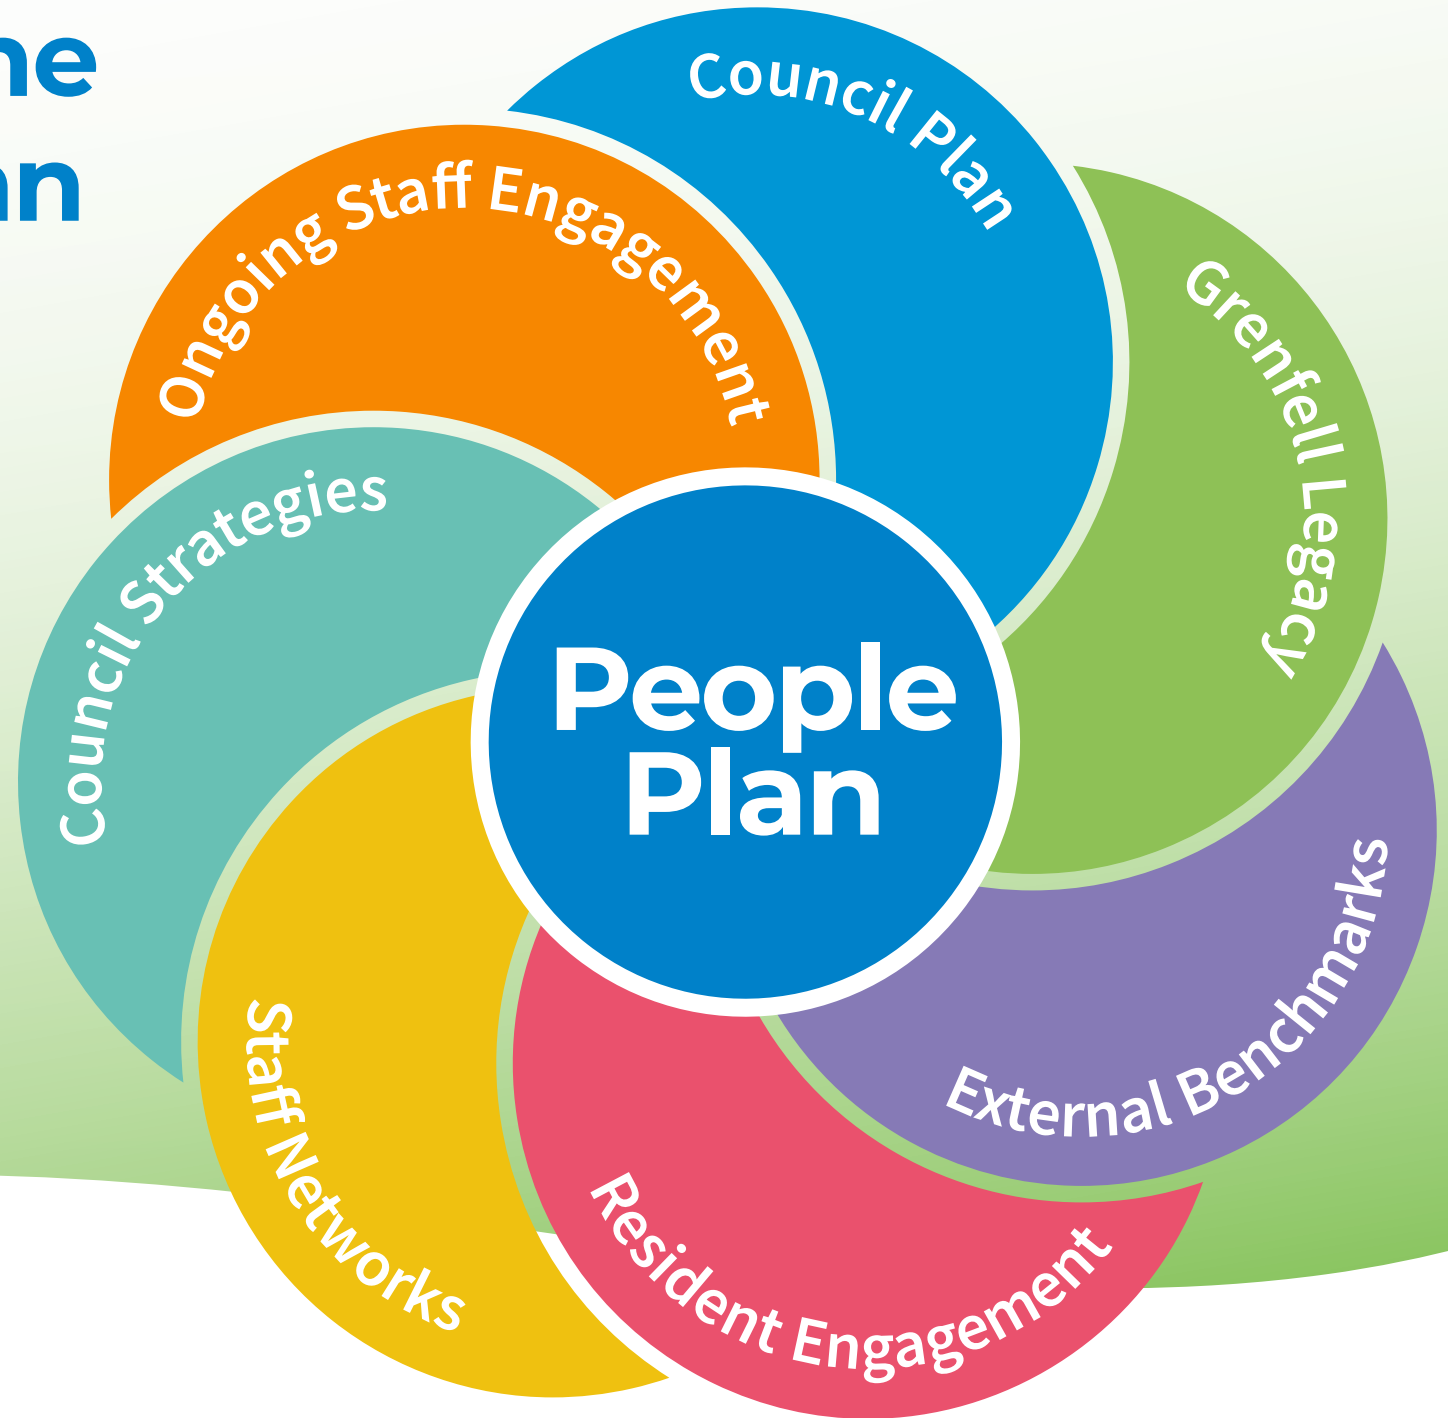 Council Plan
Grenfell Legacy
External Benchmarks
Resident Engagement
Staff Networks
Council Strategies
Ongoing Staff Engagement
People
Plan